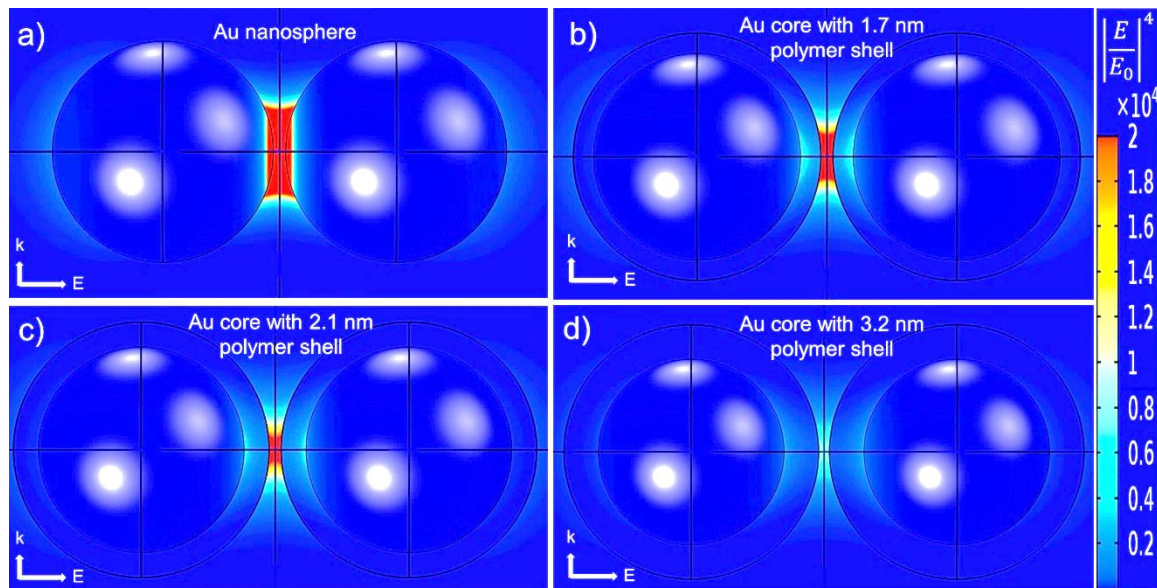 a)
Au nanosphere
k
E
b)
Au core with 1.7 nm
polymer shell
k
E
c)
Au core with 2.1 nm
polymer shell
k
E
d)
Au core with 3.2 nm
polymer shell
k
E
|E/E₀|⁴
×10⁴
2
1.8
1.6
1.4
1.2
1
0.8
0.6
0.4
0.2